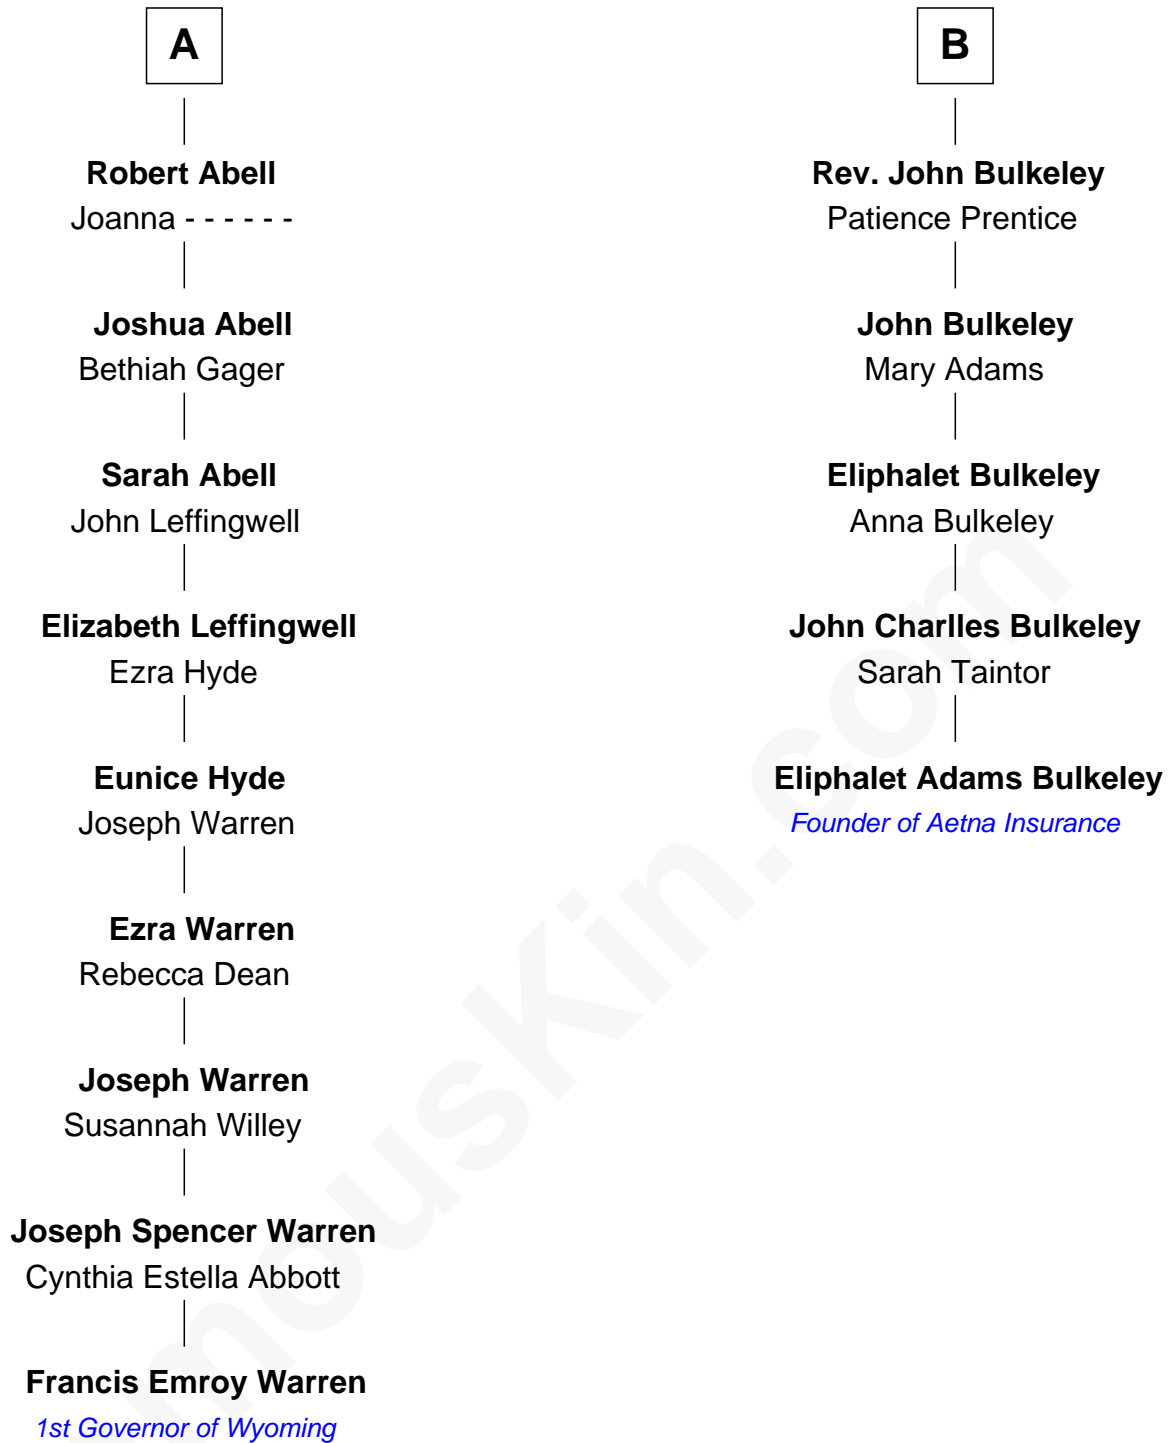 A
Robert Abell
Joanna - - - - - -
Joshua Abell
Bethiah Gager
Sarah Abell
John Leffingwell
Elizabeth Leffingwell
Ezra Hyde
Eunice Hyde
Joseph Warren
Ezra Warren
Rebecca Dean
Joseph Warren
Susannah Willey
Joseph Spencer Warren
Cynthia Estella Abbott
Francis Emroy Warren
1st Governor of Wyoming
B
Rev. John Bulkeley
Patience Prentice
John Bulkeley
Mary Adams
Eliphalet Bulkeley
Anna Bulkeley
John Charlles Bulkeley
Sarah Taintor
Eliphalet Adams Bulkeley
Founder of Aetna Insurance
mouskin.com